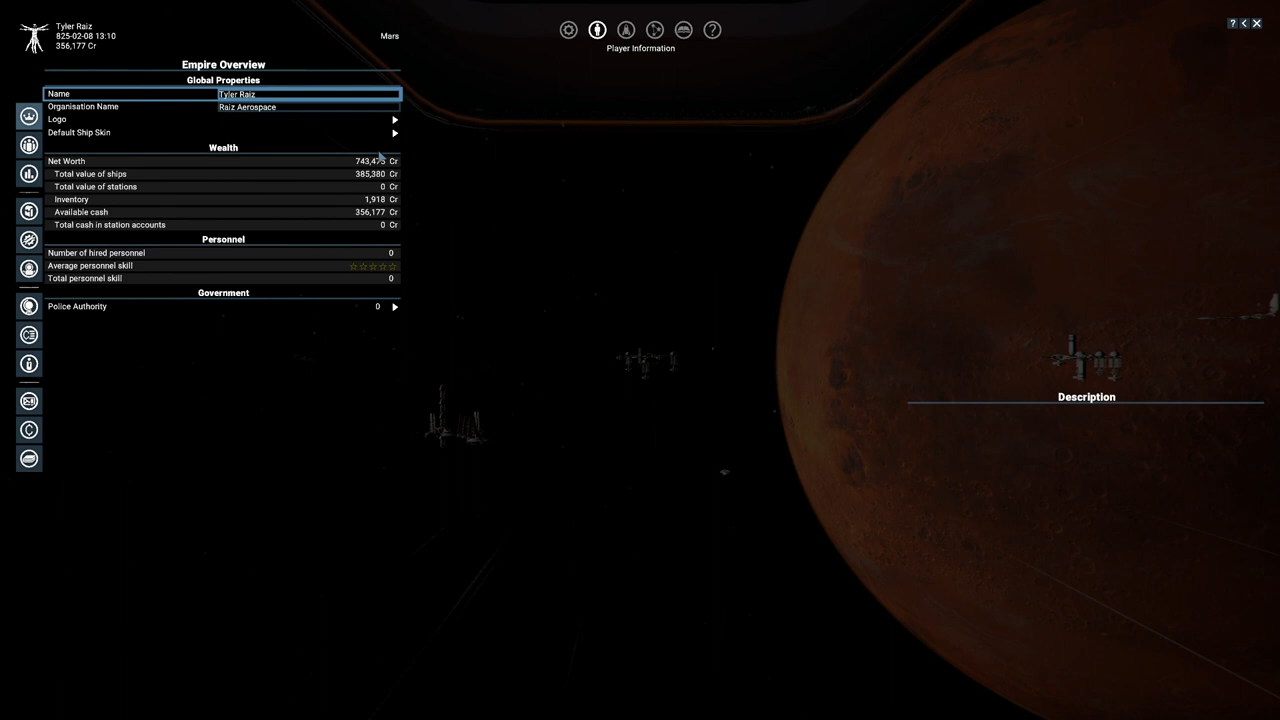 Tyler Raiz
825-02-08 13:10
356,177 Cr
Mars
Player Information
? < X
Empire Overview
Global Properties
Name Tyler Raiz
Organisation Name Raiz Aerospace
Logo
Default Ship Skin
Wealth
Net Worth 743,475 Cr
Total value of ships 385,380 Cr
Total value of stations 0 Cr
Inventory 1,918 Cr
Available cash 356,177 Cr
Total cash in station accounts 0 Cr
Personnel
Number of hired personnel 0
Average personnel skill
Total personnel skill 0
Government
Police Authority 0
Description